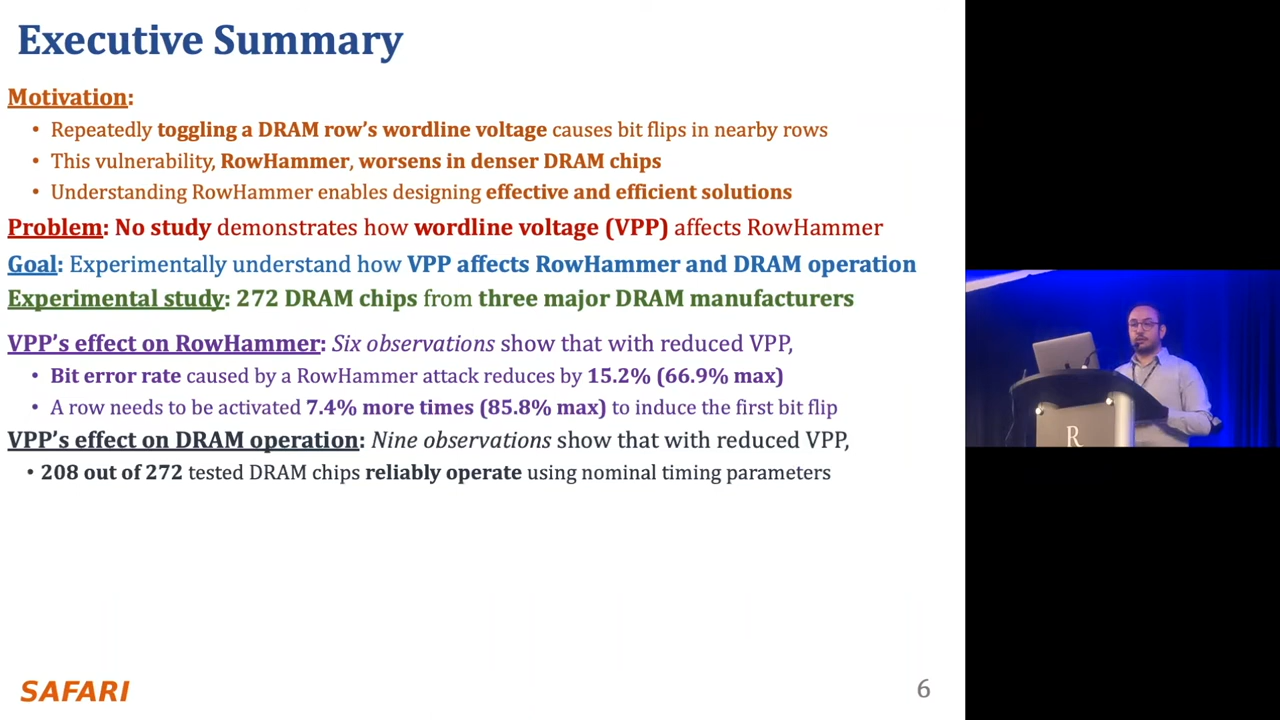 Executive Summary
Motivation:
• Repeatedly toggling a DRAM row's wordline voltage causes bit flips in nearby rows
• This vulnerability, RowHammer, worsens in denser DRAM chips
• Understanding RowHammer enables designing effective and efficient solutions
Problem: No study demonstrates how wordline voltage (VPP) affects RowHammer
Goal: Experimentally understand how VPP affects RowHammer and DRAM operation
Experimental study: 272 DRAM chips from three major DRAM manufacturers
VPP's effect on RowHammer: Six observations show that with reduced VPP,
• Bit error rate caused by a RowHammer attack reduces by 15.2% (66.9% max)
• A row needs to be activated 7.4% more times (85.8% max) to induce the first bit flip
VPP's effect on DRAM operation: Nine observations show that with reduced VPP,
• 208 out of 272 tested DRAM chips reliably operate using nominal timing parameters
SAFARI
6
R